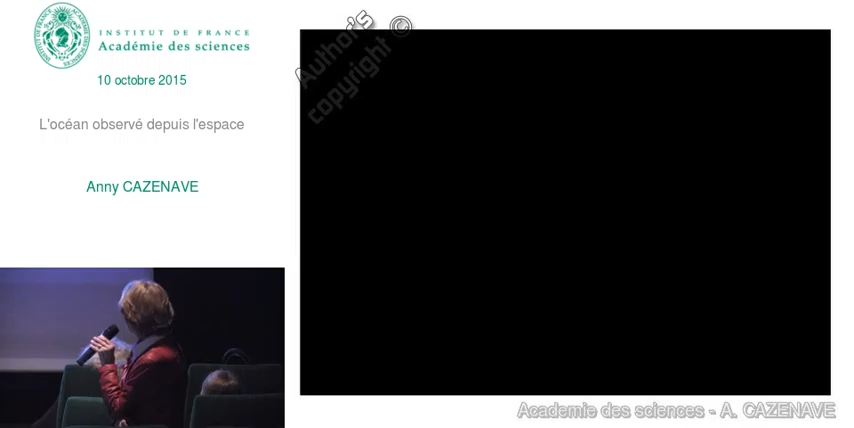 INSTITUT DE FRANCE
Académie des sciences
10 octobre 2015
L'océan observé depuis l'espace
Anny CAZENAVE
Author's ©
copyright
Academie des sciences - A. CAZENAVE